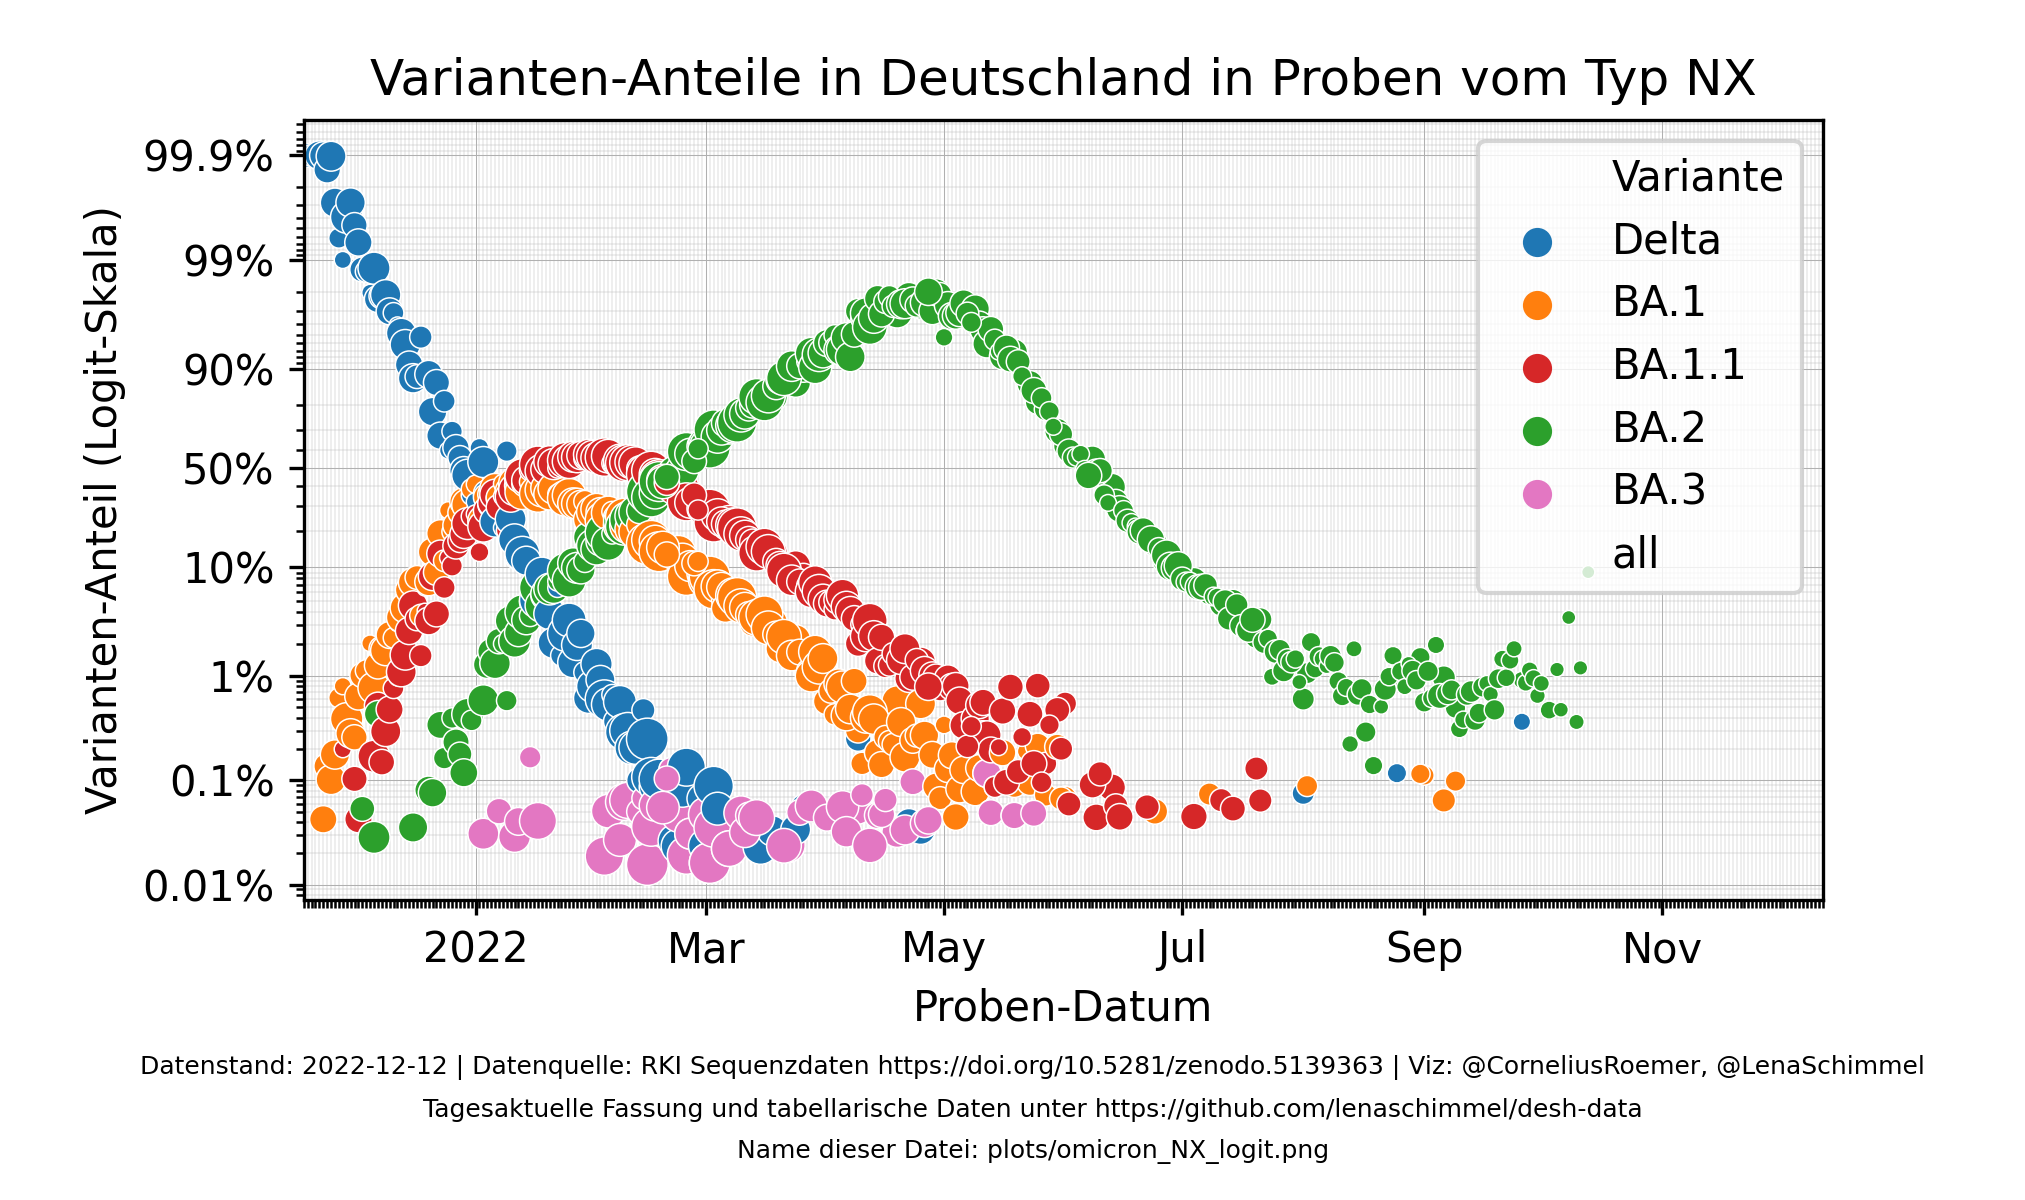 Varianten-Anteile in Deutschland in Proben vom Typ NX
Varianten-Anteil (Logit-Skala)
99.9%
99%
90%
50%
10%
1%
0.1%
0.01%
Variante
Delta
BA.1
BA.1.1
BA.2
BA.3
all
2022
Mar
May
Jul
Sep
Nov
Proben-Datum
Datenstand: 2022-12-12 | Datenquelle: RKI Sequenzdaten https://doi.org/10.5281/zenodo.5139363 | Viz: @CorneliusRoemer, @LenaSchimmel
Tagesaktuelle Fassung und tabellarische Daten unter https://github.com/lenaschimmel/desh-data
Name dieser Datei: plots/omicron_NX_logit.png